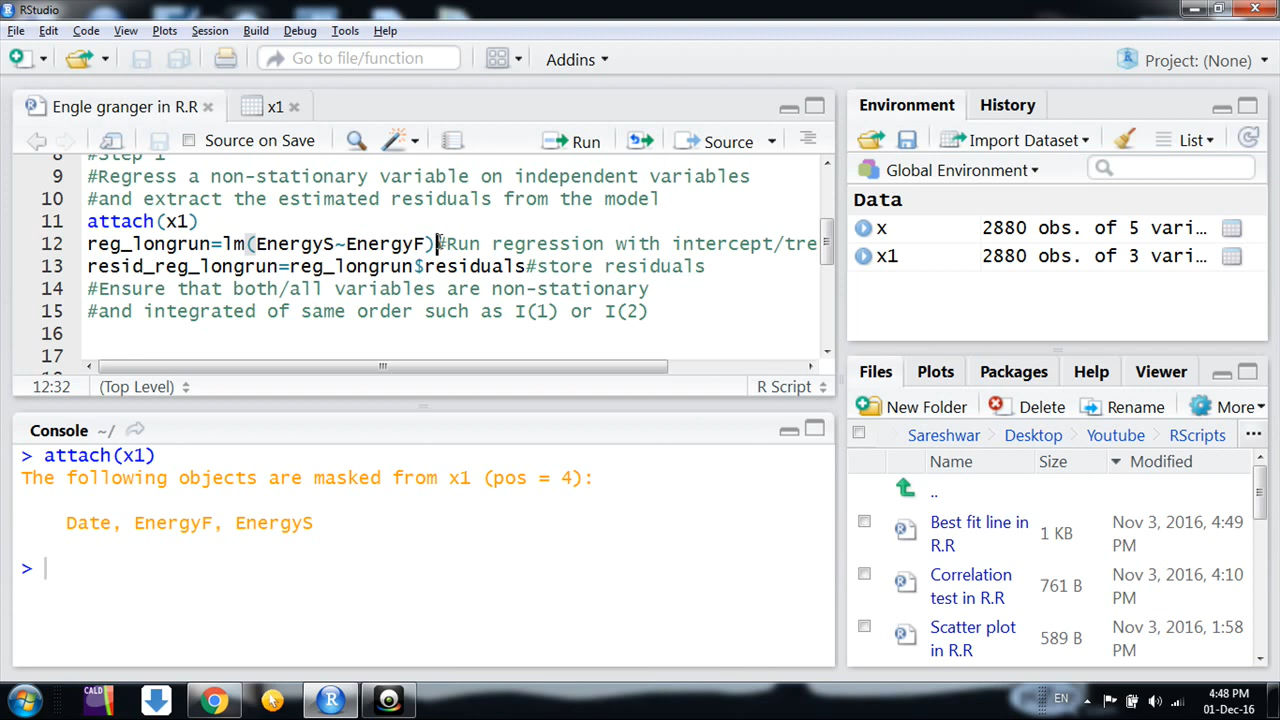 RStudio
File Edit Code View Plots Session Build Debug Tools Help
Go to file/function
Addins
Project: (None)
Engle granger in R.R
x1
Source on Save
Run
Source
#Step 1
9 #Regress a non-stationary variable on independent variables
10 #and extract the estimated residuals from the model
11 attach(x1)
12 reg_longrun=lm(EnergyS~EnergyF)#Run regression with intercept/tre
13 resid_reg_longrun=reg_longrun$residuals#store residuals
14 #Ensure that both/all variables are non-stationary
15 #and integrated of same order such as I(1) or I(2)
16
17
12:32 (Top Level) R Script
Console ~/
> attach(x1)
The following objects are masked from x1 (pos = 4):
Date, EnergyF, EnergyS
>
Environment History
Import Dataset List
Global Environment
Data
x 2880 obs. of 5 vari...
x1 2880 obs. of 3 vari...
Files Plots Packages Help Viewer
New Folder Delete Rename More
Sareshwar Desktop Youtube RScripts ...
Name Size Modified
..
Best fit line in R.R 1 KB Nov 3, 2016, 4:49 PM
Correlation test in R.R 761 B Nov 3, 2016, 4:10 PM
Scatter plot in R.R 589 B Nov 3, 2016, 1:58 PM
CALD
EN
4:48 PM
01-Dec-16